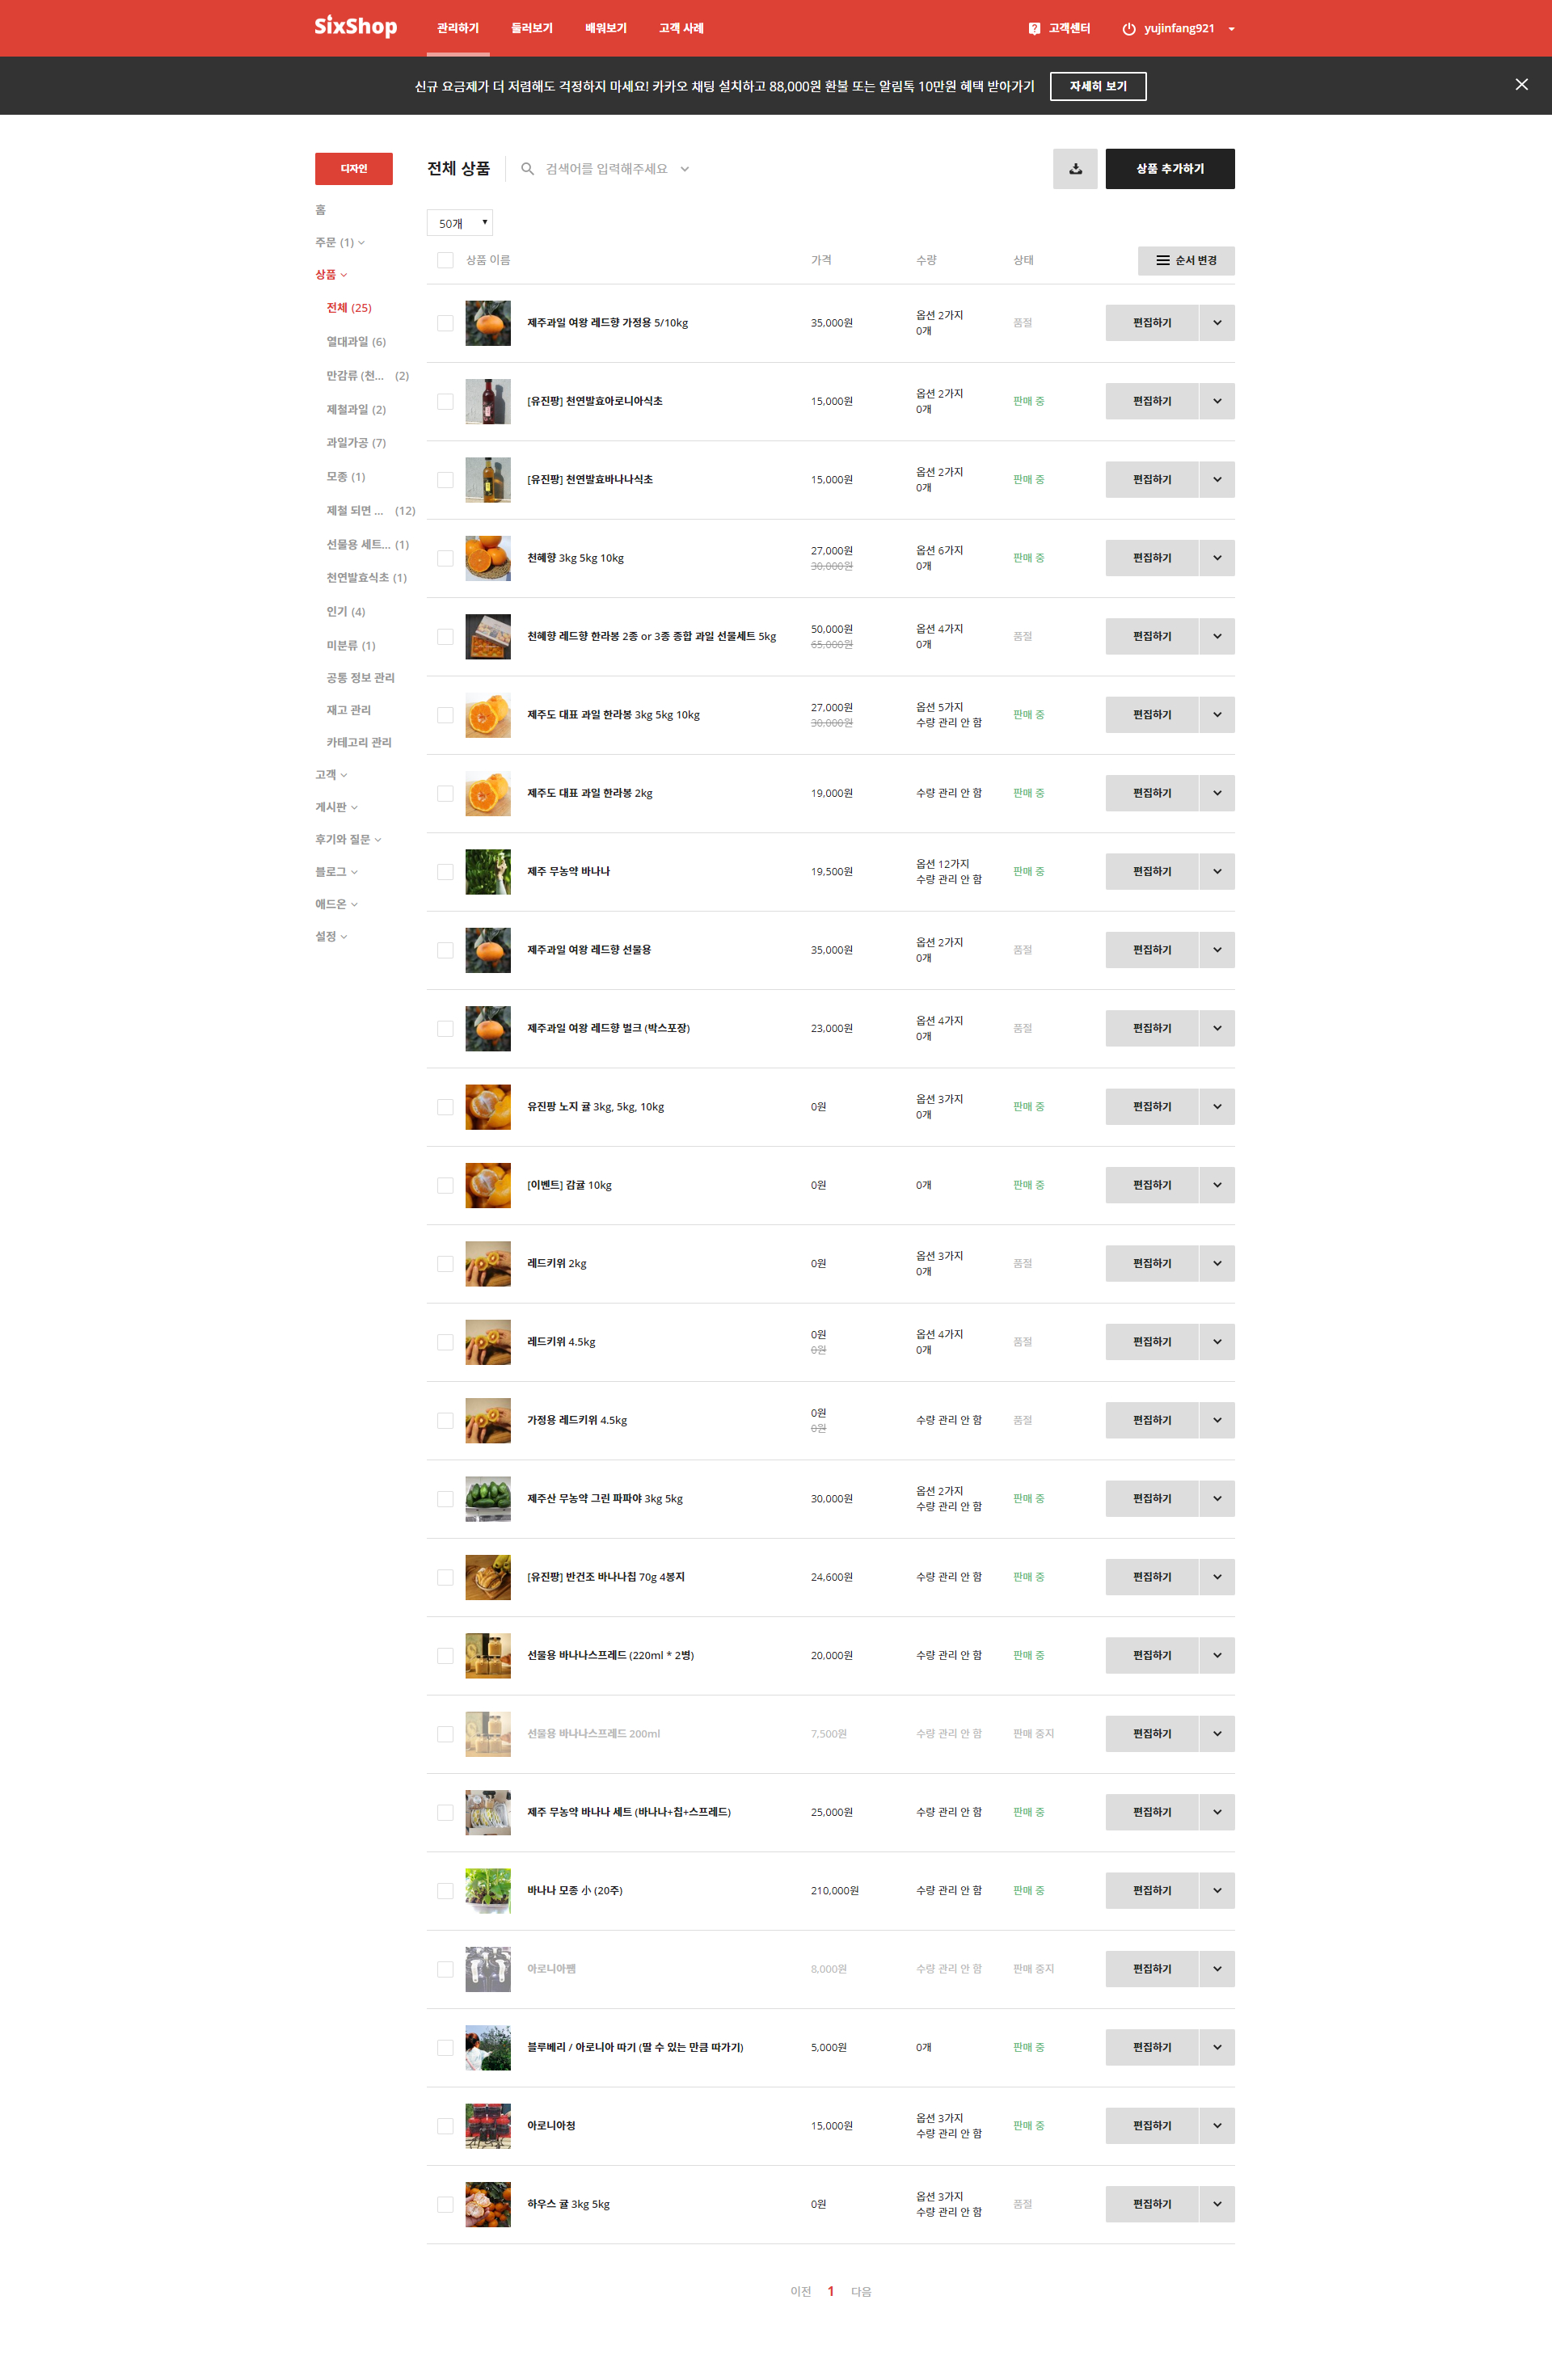 SixShop
관리하기
둘러보기
배워보기
고객 사례
고객센터
yujinfang921
신규 요금제가 더 저렴해도 걱정하지 마세요! 카카오 채팅 설치하고 88,000원 환불 또는 알림톡 10만원 혜택 받아가기
자세히 보기
디자인
홈
주문 (1)
상품
전체 (25)
열대과일 (6)
만감류 (천... (2)
제철과일 (2)
과일가공 (7)
모종 (1)
제철 되면 ... (12)
선물용 세트... (1)
천연발효식초 (1)
인기 (4)
미분류 (1)
공통 정보 관리
재고 관리
카테고리 관리
고객
게시판
후기와 질문
블로그
애드온
설정
전체 상품
검색어를 입력해주세요
상품 추가하기
50개
상품 이름
가격
수량
상태
순서 변경
제주과일 여왕 레드향 가정용 5/10kg
35,000원
옵션 2가지
0개
품절
편집하기
[유진팡] 천연발효아로니아식초
15,000원
옵션 2가지
0개
판매 중
편집하기
[유진팡] 천연발효바나나식초
15,000원
옵션 2가지
0개
판매 중
편집하기
천혜향 3kg 5kg 10kg
27,000원
30,000원
옵션 6가지
0개
판매 중
편집하기
천혜향 레드향 한라봉 2종 or 3종 종합 과일 선물세트 5kg
50,000원
65,000원
옵션 4가지
0개
품절
편집하기
제주도 대표 과일 한라봉 3kg 5kg 10kg
27,000원
30,000원
옵션 5가지
수량 관리 안 함
판매 중
편집하기
제주도 대표 과일 한라봉 2kg
19,000원
수량 관리 안 함
판매 중
편집하기
제주 무농약 바나나
19,500원
옵션 12가지
수량 관리 안 함
판매 중
편집하기
제주과일 여왕 레드향 선물용
35,000원
옵션 2가지
0개
품절
편집하기
제주과일 여왕 레드향 벌크 (박스포장)
23,000원
옵션 4가지
0개
품절
편집하기
유진팡 노지 귤 3kg, 5kg, 10kg
0원
옵션 3가지
0개
판매 중
편집하기
[이벤트] 감귤 10kg
0원
0개
판매 중
편집하기
레드키위 2kg
0원
옵션 3가지
0개
품절
편집하기
레드키위 4.5kg
0원
0원
옵션 4가지
0개
품절
편집하기
가정용 레드키위 4.5kg
0원
0원
수량 관리 안 함
품절
편집하기
제주산 무농약 그린 파파야 3kg 5kg
30,000원
옵션 2가지
수량 관리 안 함
판매 중
편집하기
[유진팡] 반건조 바나나칩 70g 4봉지
24,600원
수량 관리 안 함
판매 중
편집하기
선물용 바나나스프레드 (220ml * 2병)
20,000원
수량 관리 안 함
판매 중
편집하기
선물용 바나나스프레드 200ml
7,500원
수량 관리 안 함
판매 중지
편집하기
제주 무농약 바나나 세트 (바나나+칩+스프레드)
25,000원
수량 관리 안 함
판매 중
편집하기
바나나 모종 小 (20주)
210,000원
수량 관리 안 함
판매 중
편집하기
아로니아쨈
8,000원
수량 관리 안 함
판매 중지
편집하기
블루베리 / 아로니아 따기 (딸 수 있는 만큼 따가기)
5,000원
0개
판매 중
편집하기
아로니아청
15,000원
옵션 3가지
수량 관리 안 함
판매 중
편집하기
하우스 귤 3kg 5kg
0원
옵션 3가지
수량 관리 안 함
품절
편집하기
이전
1
다음